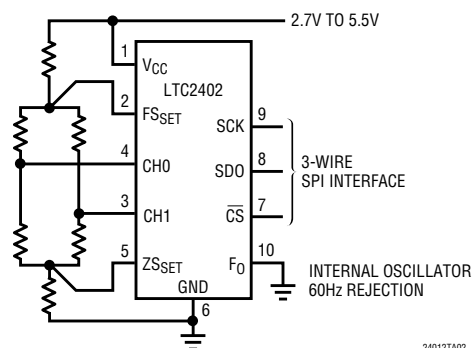 2.7V TO 5.5V
1
VCC
LTC2402
2
FSSET
9
SCK
4
CH0
8
SDO
3-WIRE
SPI INTERFACE
3
CH1
7
CS
5
ZSSET
10
FO
INTERNAL OSCILLATOR
60Hz REJECTION
GND
6
24012TA02